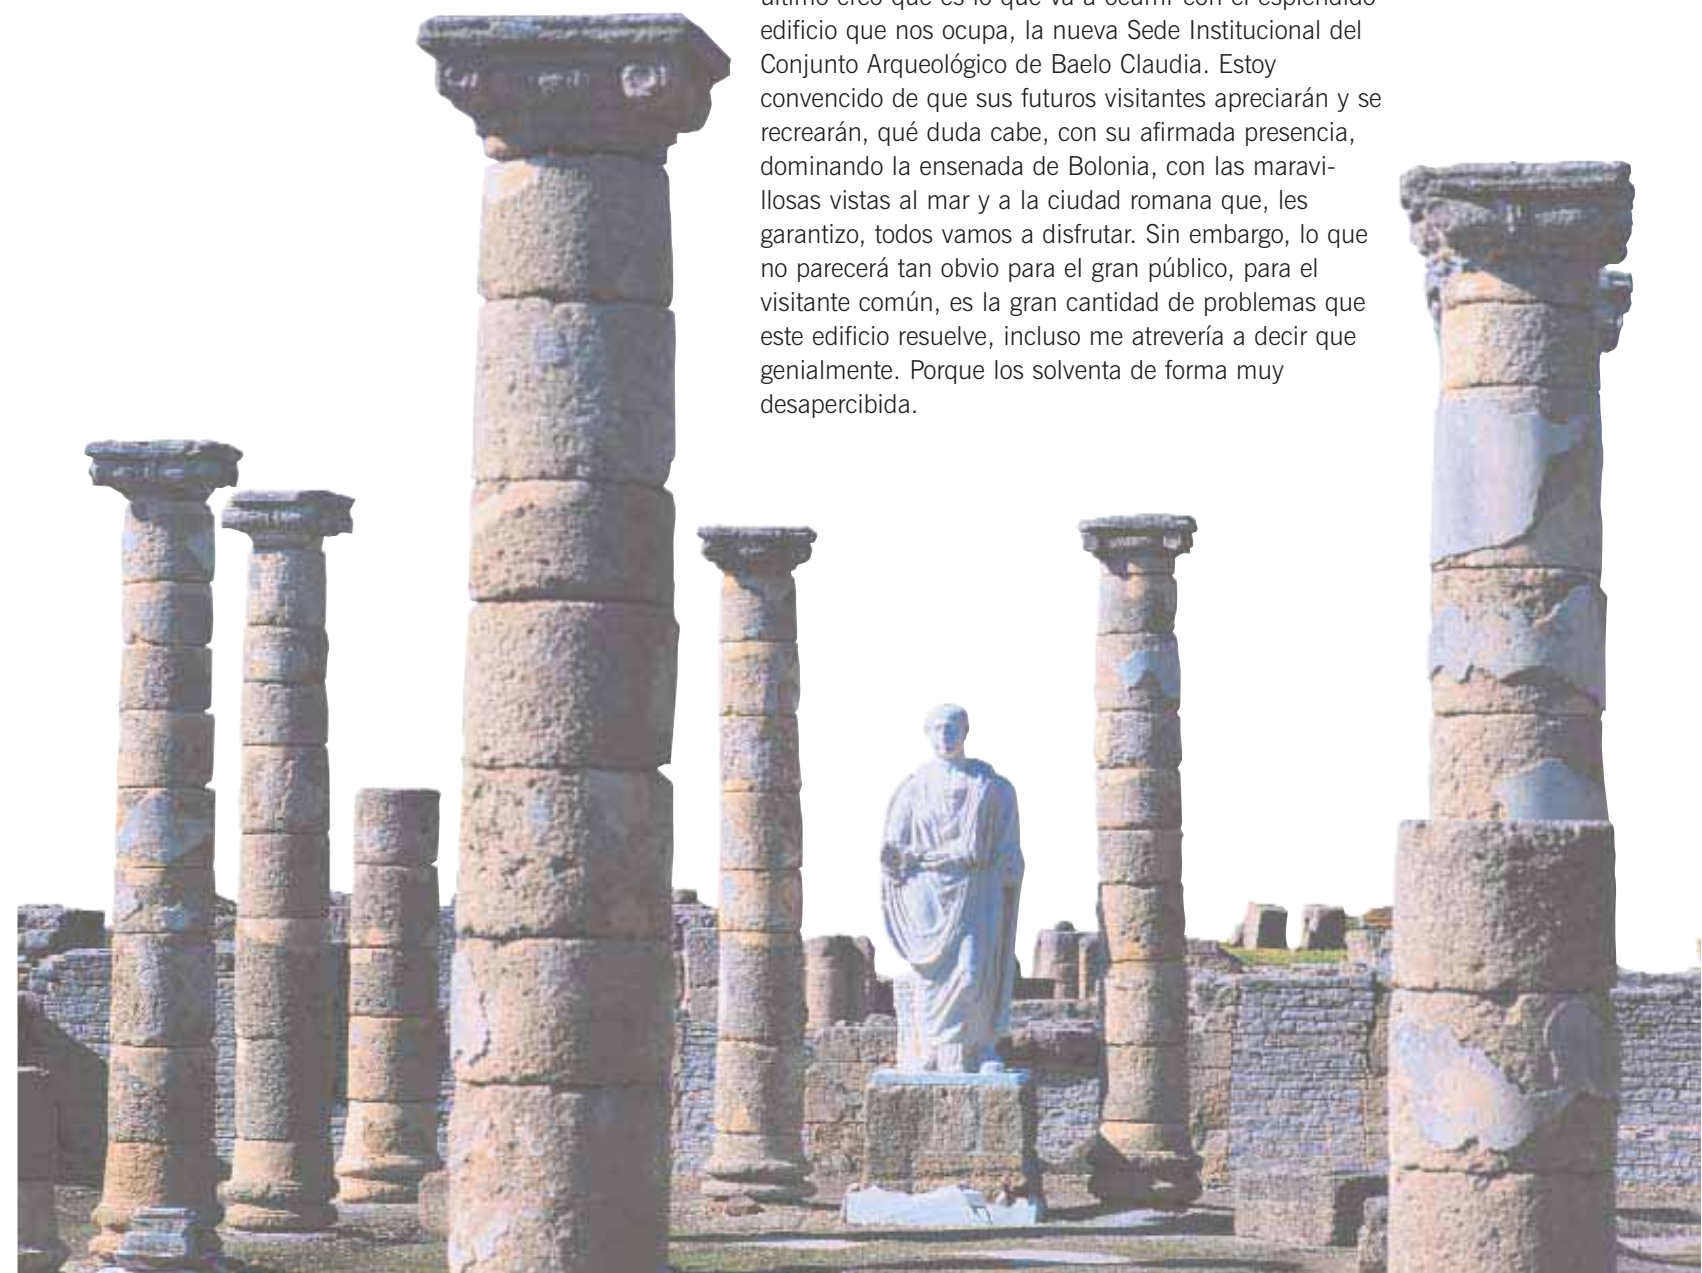 último creo que es lo que va a ocurrir con el espléndido
edificio que nos ocupa, la nueva Sede Institucional del
Conjunto Arqueológico de Baelo Claudia. Estoy
convencido de que sus futuros visitantes apreciarán y se
recrearán, qué duda cabe, con su afirmada presencia,
dominando la ensenada de Bolonia, con las maravi-
llosas vistas al mar y a la ciudad romana que, les
garantizo, todos vamos a disfrutar. Sin embargo, lo que
no parecerá tan obvio para el gran público, para el
visitante común, es la gran cantidad de problemas que
este edificio resuelve, incluso me atrevería a decir que
genialmente. Porque los solventa de forma muy
desapercibida.